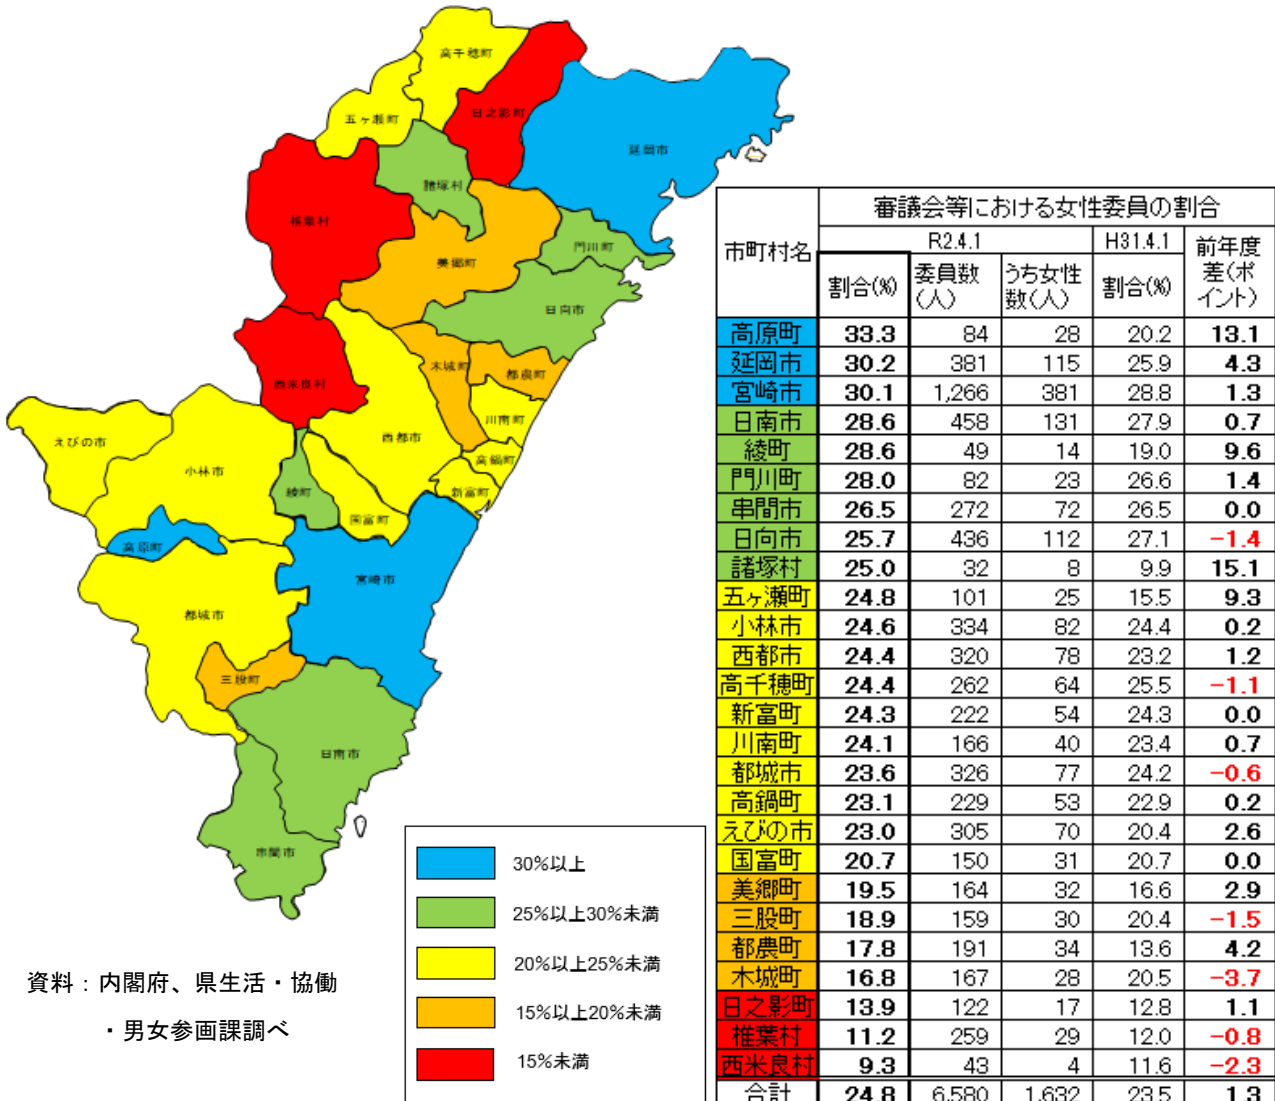 高千穂町
日之影町
五ヶ瀬町
延岡市
諸塚村
椎葉村
門川町
美郷町
日向市
木城町
都農町
西米良村
川南町
西都市
えびの市
高鍋町
小林市
綾町
新富町
国富町
高原町
宮崎市
都城市
三股町
日南市
串間市
30%以上
25%以上30%未満
20%以上25%未満
15%以上20%未満
15%未満
資料：内閣府、県生活・協働
・男女参画課調べ
市町村名 審議会等における女性委員の割合
R2.4.1 H31.4.1 前年度差(ポイント)
割合(%) 委員数(人) うち女性数(人) 割合(%)
高原町 33.3 84 28 20.2 13.1
延岡市 30.2 381 115 25.9 4.3
宮崎市 30.1 1,266 381 28.8 1.3
日南市 28.6 458 131 27.9 0.7
綾町 28.6 49 14 19.0 9.6
門川町 28.0 82 23 26.6 1.4
串間市 26.5 272 72 26.5 0.0
日向市 25.7 436 112 27.1 −1.4
諸塚村 25.0 32 8 9.9 15.1
五ヶ瀬町 24.8 101 25 15.5 9.3
小林市 24.6 334 82 24.4 0.2
西都市 24.4 320 78 23.2 1.2
高千穂町 24.4 262 64 25.5 −1.1
新富町 24.3 222 54 24.3 0.0
川南町 24.1 166 40 23.4 0.7
都城市 23.6 326 77 24.2 −0.6
高鍋町 23.1 229 53 22.9 0.2
えびの市 23.0 305 70 20.4 2.6
国富町 20.7 150 31 20.7 0.0
美郷町 19.5 164 32 16.6 2.9
三股町 18.9 159 30 20.4 −1.5
都農町 17.8 191 34 13.6 4.2
木城町 16.8 167 28 20.5 −3.7
日之影町 13.9 122 17 12.8 1.1
椎葉村 11.2 259 29 12.0 −0.8
西米良村 9.3 43 4 11.6 −2.3
合計 24.8 6,580 1,632 23.5 1.3